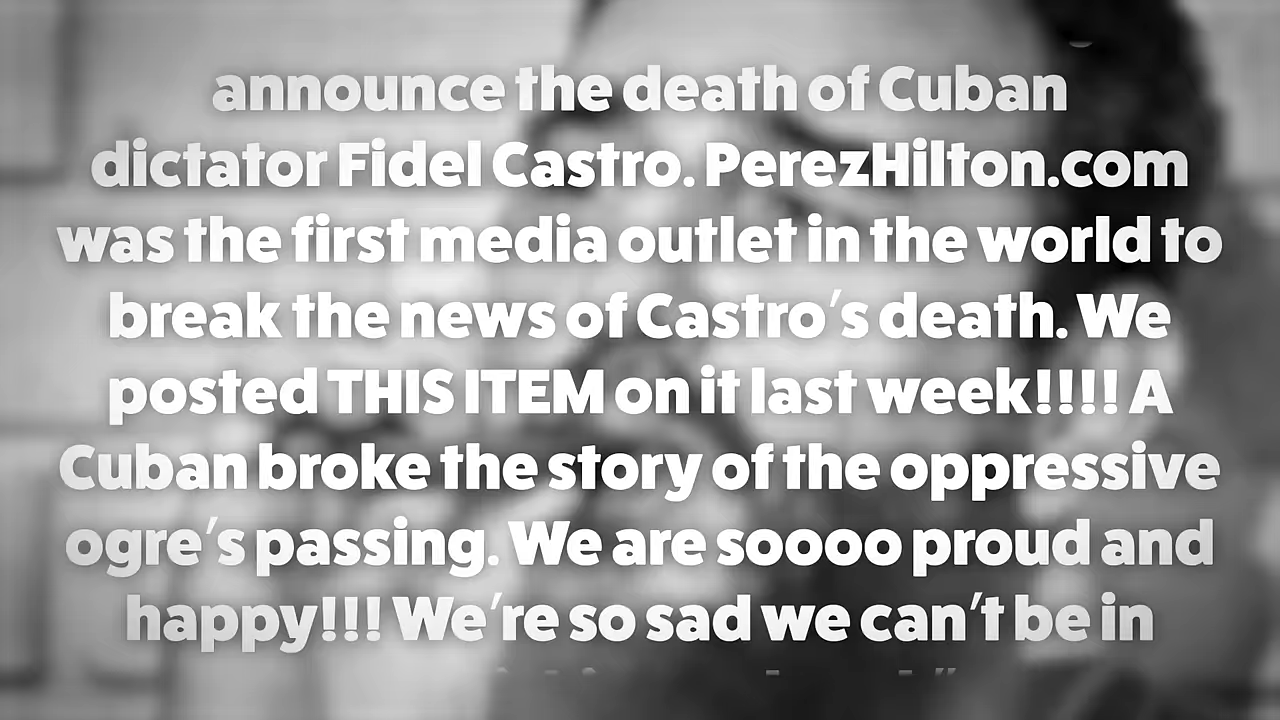 announce the death of Cuban
dictator Fidel Castro. PerezHilton.com
was the first media outlet in the world to
break the news of Castro's death. We
posted THIS ITEM on it last week!!!! A
Cuban broke the story of the oppressive
ogre's passing. We are soooo proud and
happy!!! We're so sad we can't be in